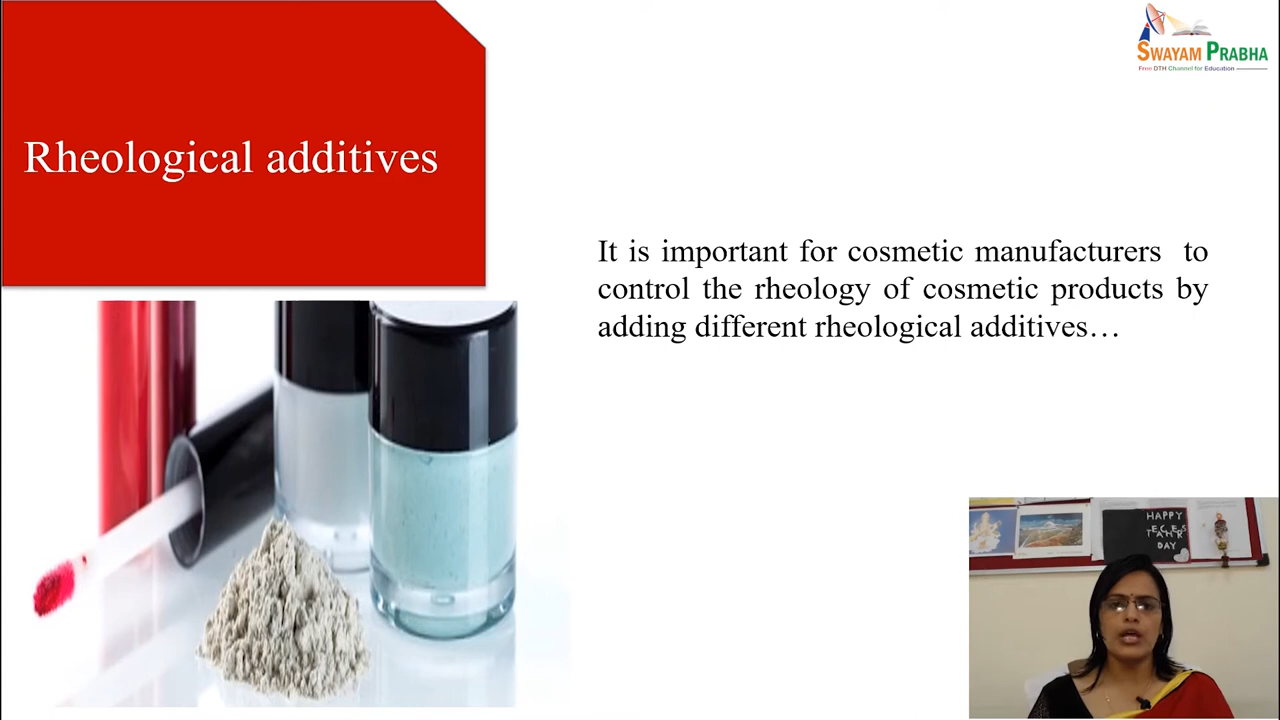 SWAYAM PRABHA
Free DTH Channel for Education
Rheological additives
It is important for cosmetic manufacturers to
control the rheology of cosmetic products by
adding different rheological additives…
HAPPY
DAY